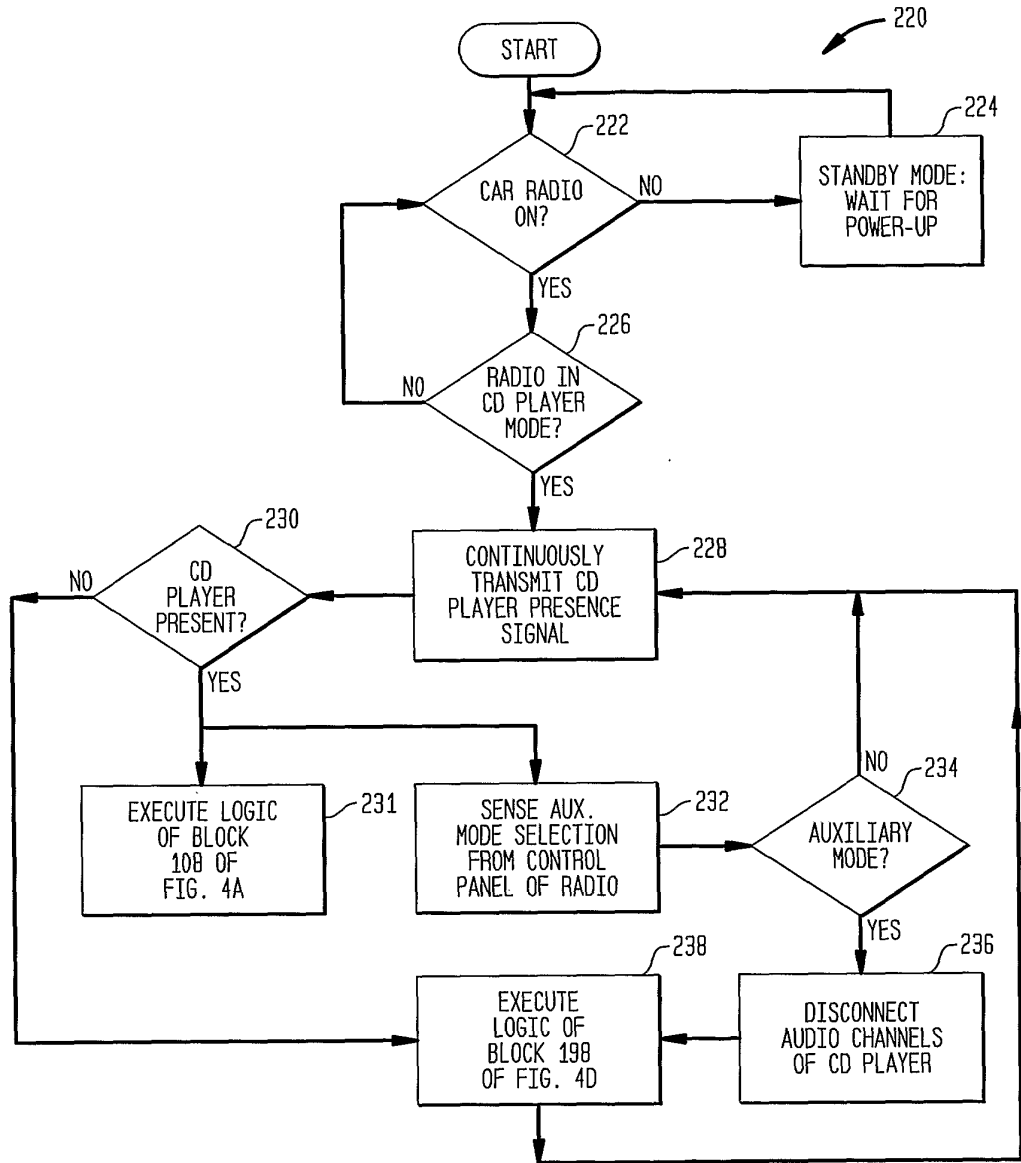 220
START
222
224
CAR RADIO
ON?
NO
STANDBY MODE:
WAIT FOR
POWER-UP
YES
226
NO
RADIO IN
CD PLAYER
MODE?
YES
230
228
NO
CD
PLAYER
PRESENT?
CONTINUOUSLY
TRANSMIT CD
PLAYER PRESENCE
SIGNAL
YES
NO
234
231
232
EXECUTE LOGIC
OF BLOCK
108 OF
FIG. 4A
SENSE AUX.
MODE SELECTION
FROM CONTROL
PANEL OF RADIO
AUXILIARY
MODE?
YES
238
236
EXECUTE
LOGIC OF
BLOCK 198
OF FIG. 4D
DISCONNECT
AUDIO CHANNELS
OF CD PLAYER